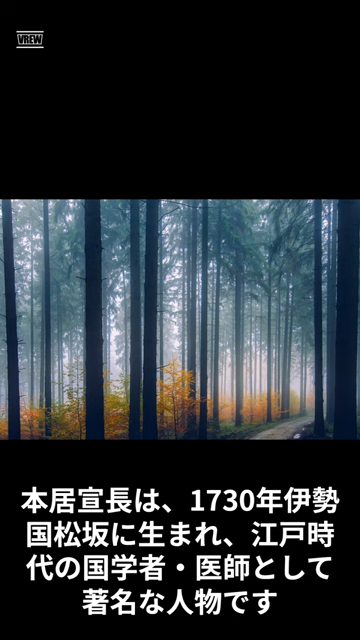 VREW
本居宣長は、1730年伊勢
国松坂に生まれ、江戸時
代の国学者・医師として
著名な人物です